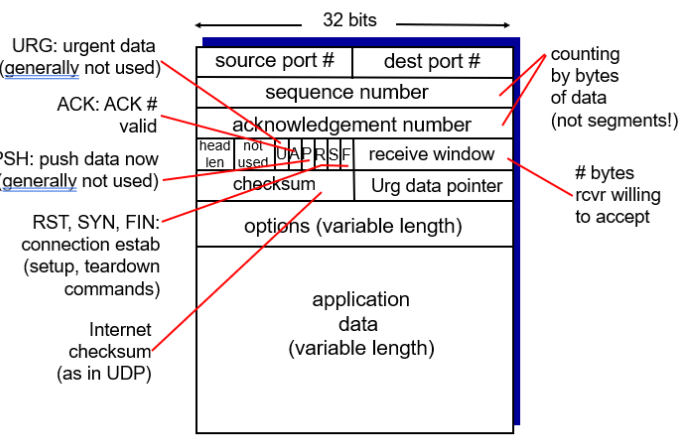 32 bits
URG: urgent data
(generally not used)
ACK: ACK #
valid
PSH: push data now
(generally not used)
RST, SYN, FIN:
connection estab
(setup, teardown
commands)
Internet
checksum
(as in UDP)
source port #
dest port #
sequence number
acknowledgement number
head
len
not
used
U
A
P
R
S
F
receive window
checksum
Urg data pointer
options (variable length)
application
data
(variable length)
counting
by bytes
of data
(not segments!)
# bytes
rcvr willing
to accept